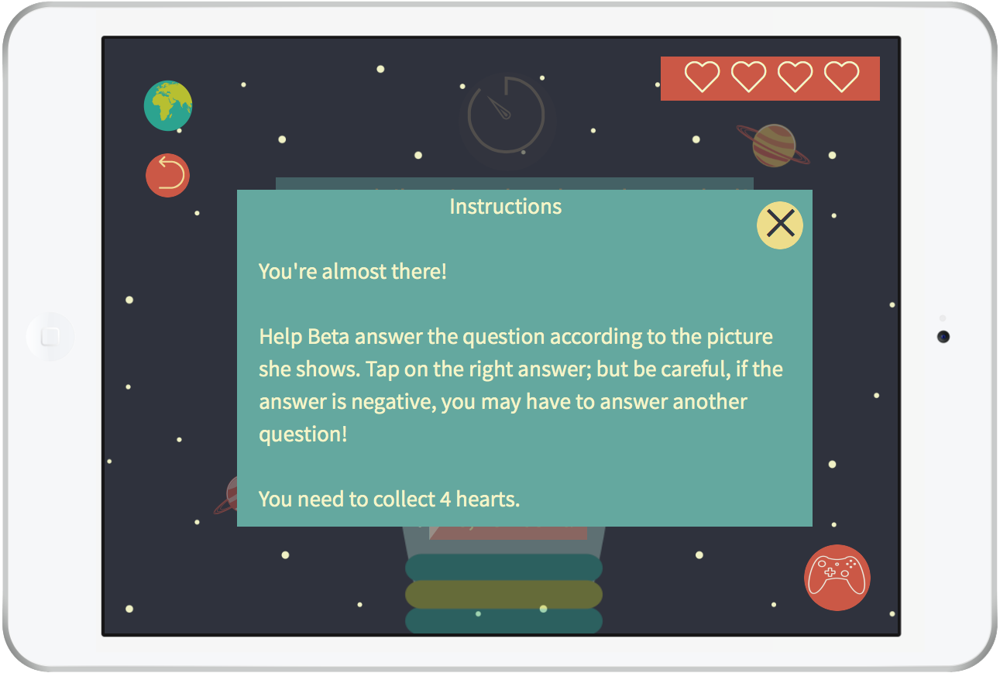 Instructions
You're almost there!
Help Beta answer the question according to the picture
she shows. Tap on the right answer; but be careful, if the
answer is negative, you may have to answer another
question!
You need to collect 4 hearts.